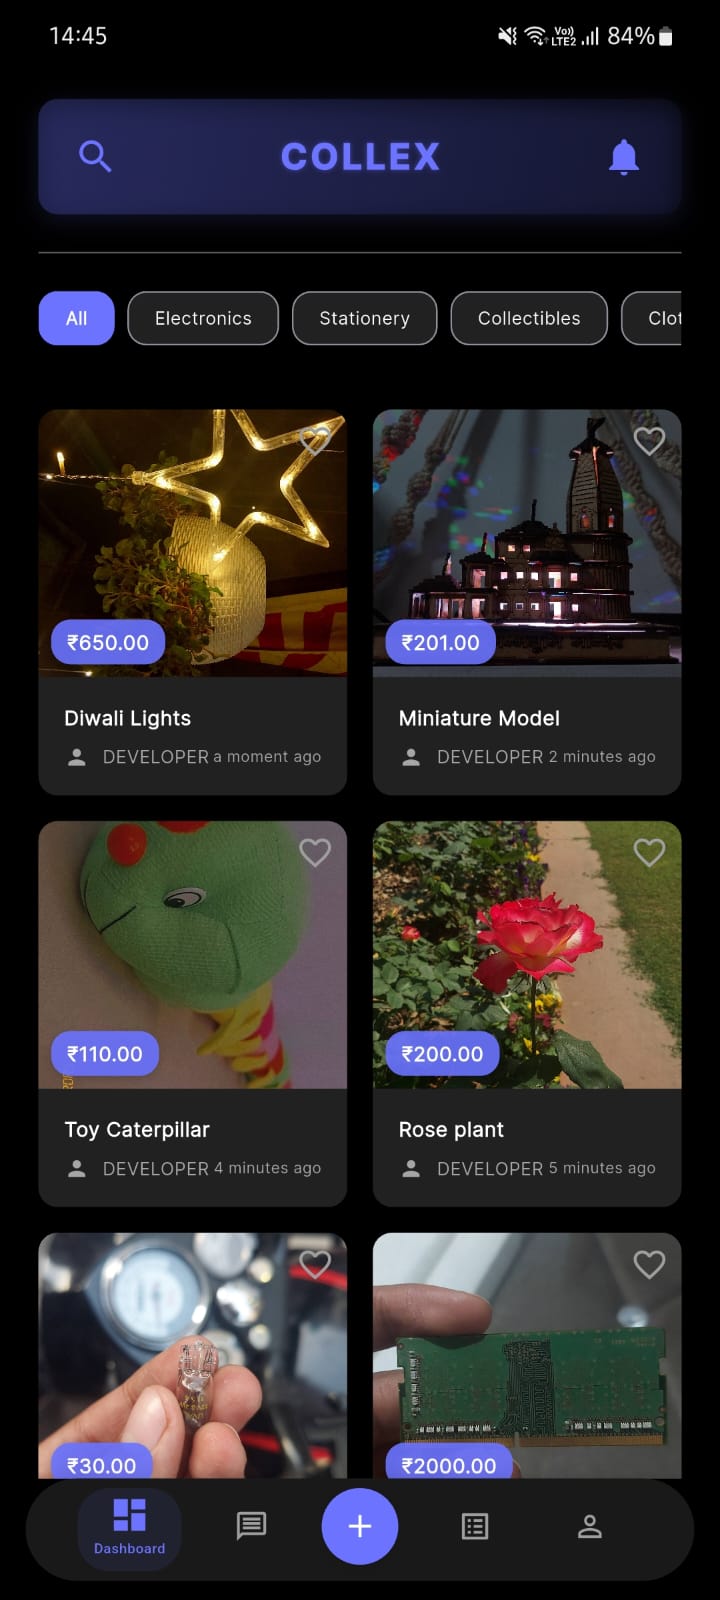 14:45 Vo)) LTE2 84%
COLLEX
All Electronics Stationery Collectibles Clot
₹650.00 ₹201.00
Diwali Lights Miniature Model
DEVELOPER a moment ago DEVELOPER 2 minutes ago
₹110.00 ₹200.00
Toy Caterpillar Rose plant
DEVELOPER 4 minutes ago DEVELOPER 5 minutes ago
₹30.00 ₹2000.00
Dashboard